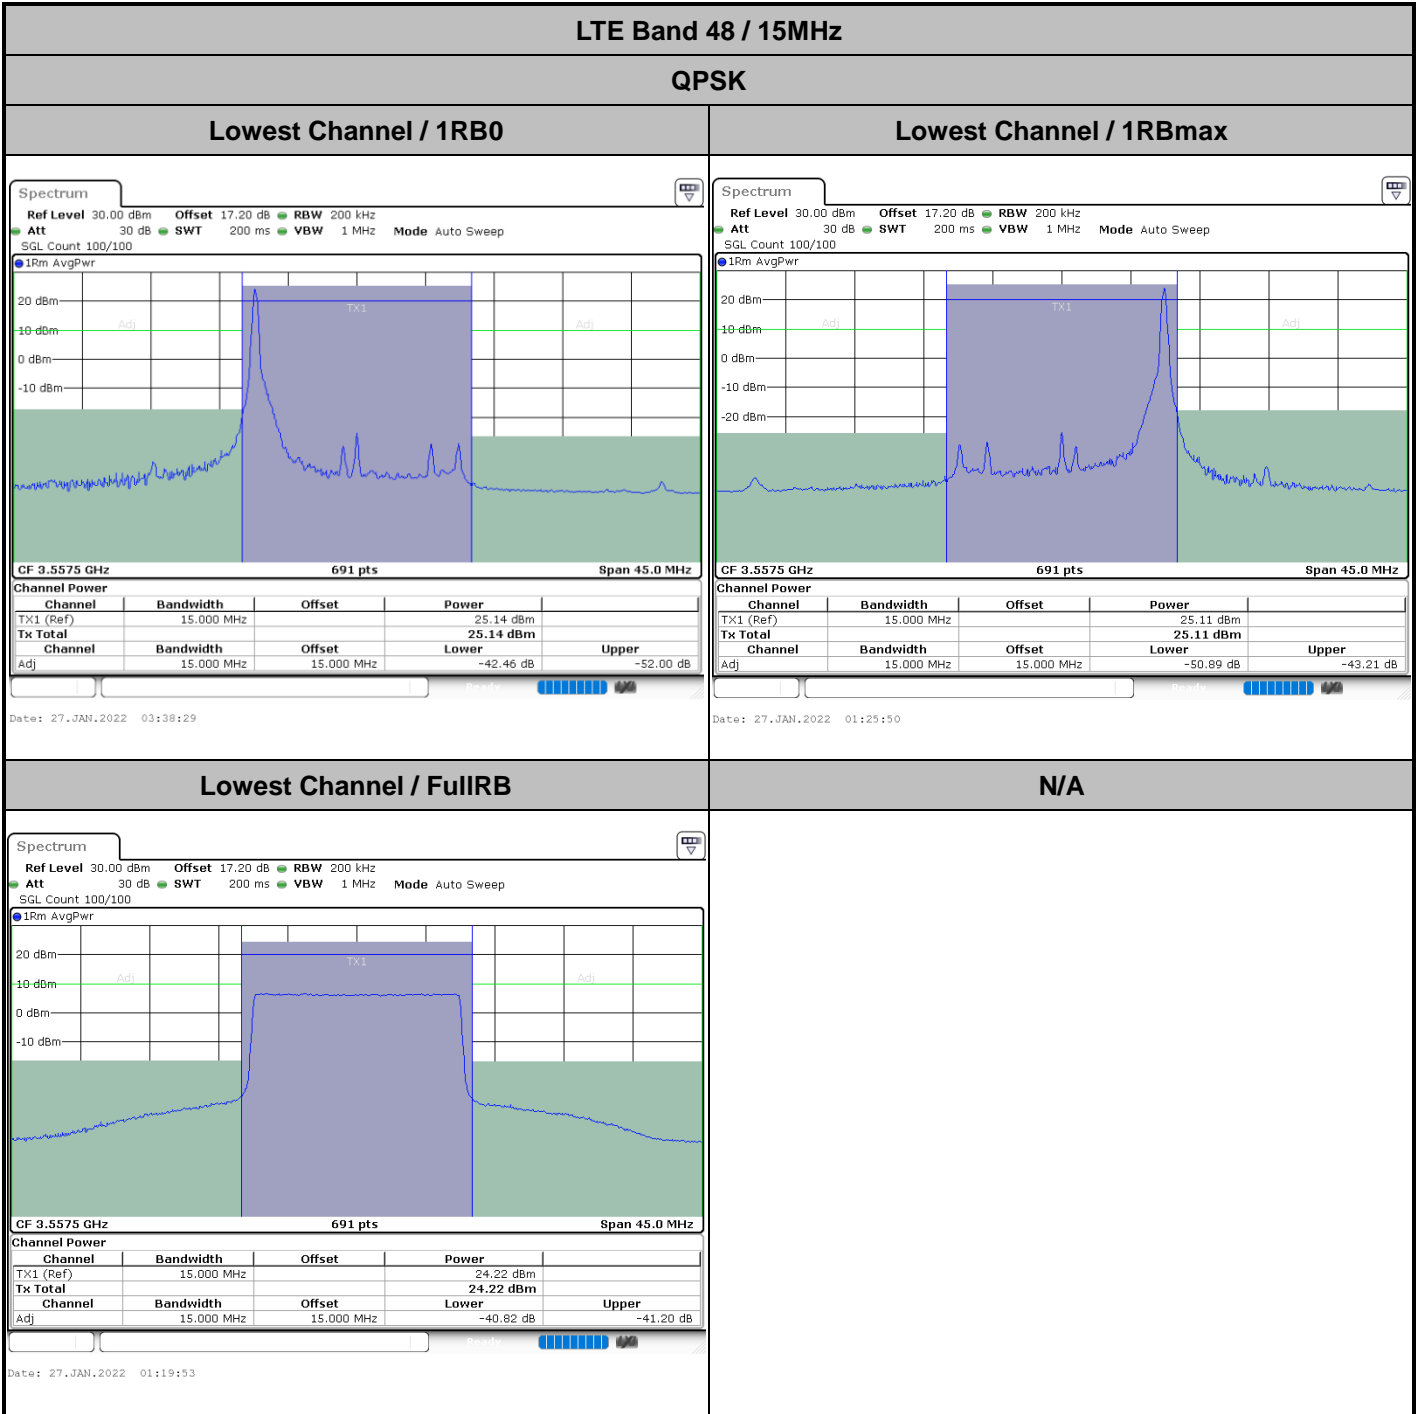 LTE Band 48 / 15MHz
QPSK
Lowest Channel / 1RB0
Lowest Channel / 1RBmax
Spectrum
Ref Level 30.00 dBm Offset 17.20 dB RBW 200 kHz
Att 30 dB SWT 200 ms VBW 1 MHz Mode Auto Sweep
SGL Count 100/100
1Rm AvgPwr
TX1
20 dBm
Adj
Adj
10 dBm
0 dBm
-10 dBm
CF 3.5575 GHz 691 pts Span 45.0 MHz
Channel Power
Channel Bandwidth Offset Power
TX1 (Ref) 15.000 MHz 25.14 dBm
Tx Total 25.14 dBm
Channel Bandwidth Offset Lower Upper
Adj 15.000 MHz 15.000 MHz -42.46 dB -52.00 dB
Ready
Date: 27.JAN.2022 03:38:29
Spectrum
Ref Level 30.00 dBm Offset 17.20 dB RBW 200 kHz
Att 30 dB SWT 200 ms VBW 1 MHz Mode Auto Sweep
SGL Count 100/100
1Rm AvgPwr
20 dBm
TX1
Adj
Adj
10 dBm
0 dBm
-10 dBm
-20 dBm
CF 3.5575 GHz 691 pts Span 45.0 MHz
Channel Power
Channel Bandwidth Offset Power
TX1 (Ref) 15.000 MHz 25.11 dBm
Tx Total 25.11 dBm
Channel Bandwidth Offset Lower Upper
Adj 15.000 MHz 15.000 MHz -50.89 dB -43.21 dB
Ready
Date: 27.JAN.2022 01:25:50
Lowest Channel / FullRB
N/A
Spectrum
Ref Level 30.00 dBm Offset 17.20 dB RBW 200 kHz
Att 30 dB SWT 200 ms VBW 1 MHz Mode Auto Sweep
SGL Count 100/100
1Rm AvgPwr
20 dBm
TX1
Adj
Adj
10 dBm
0 dBm
-10 dBm
CF 3.5575 GHz 691 pts Span 45.0 MHz
Channel Power
Channel Bandwidth Offset Power
TX1 (Ref) 15.000 MHz 24.22 dBm
Tx Total 24.22 dBm
Channel Bandwidth Offset Lower Upper
Adj 15.000 MHz 15.000 MHz -40.82 dB -41.20 dB
Ready
Date: 27.JAN.2022 01:19:53